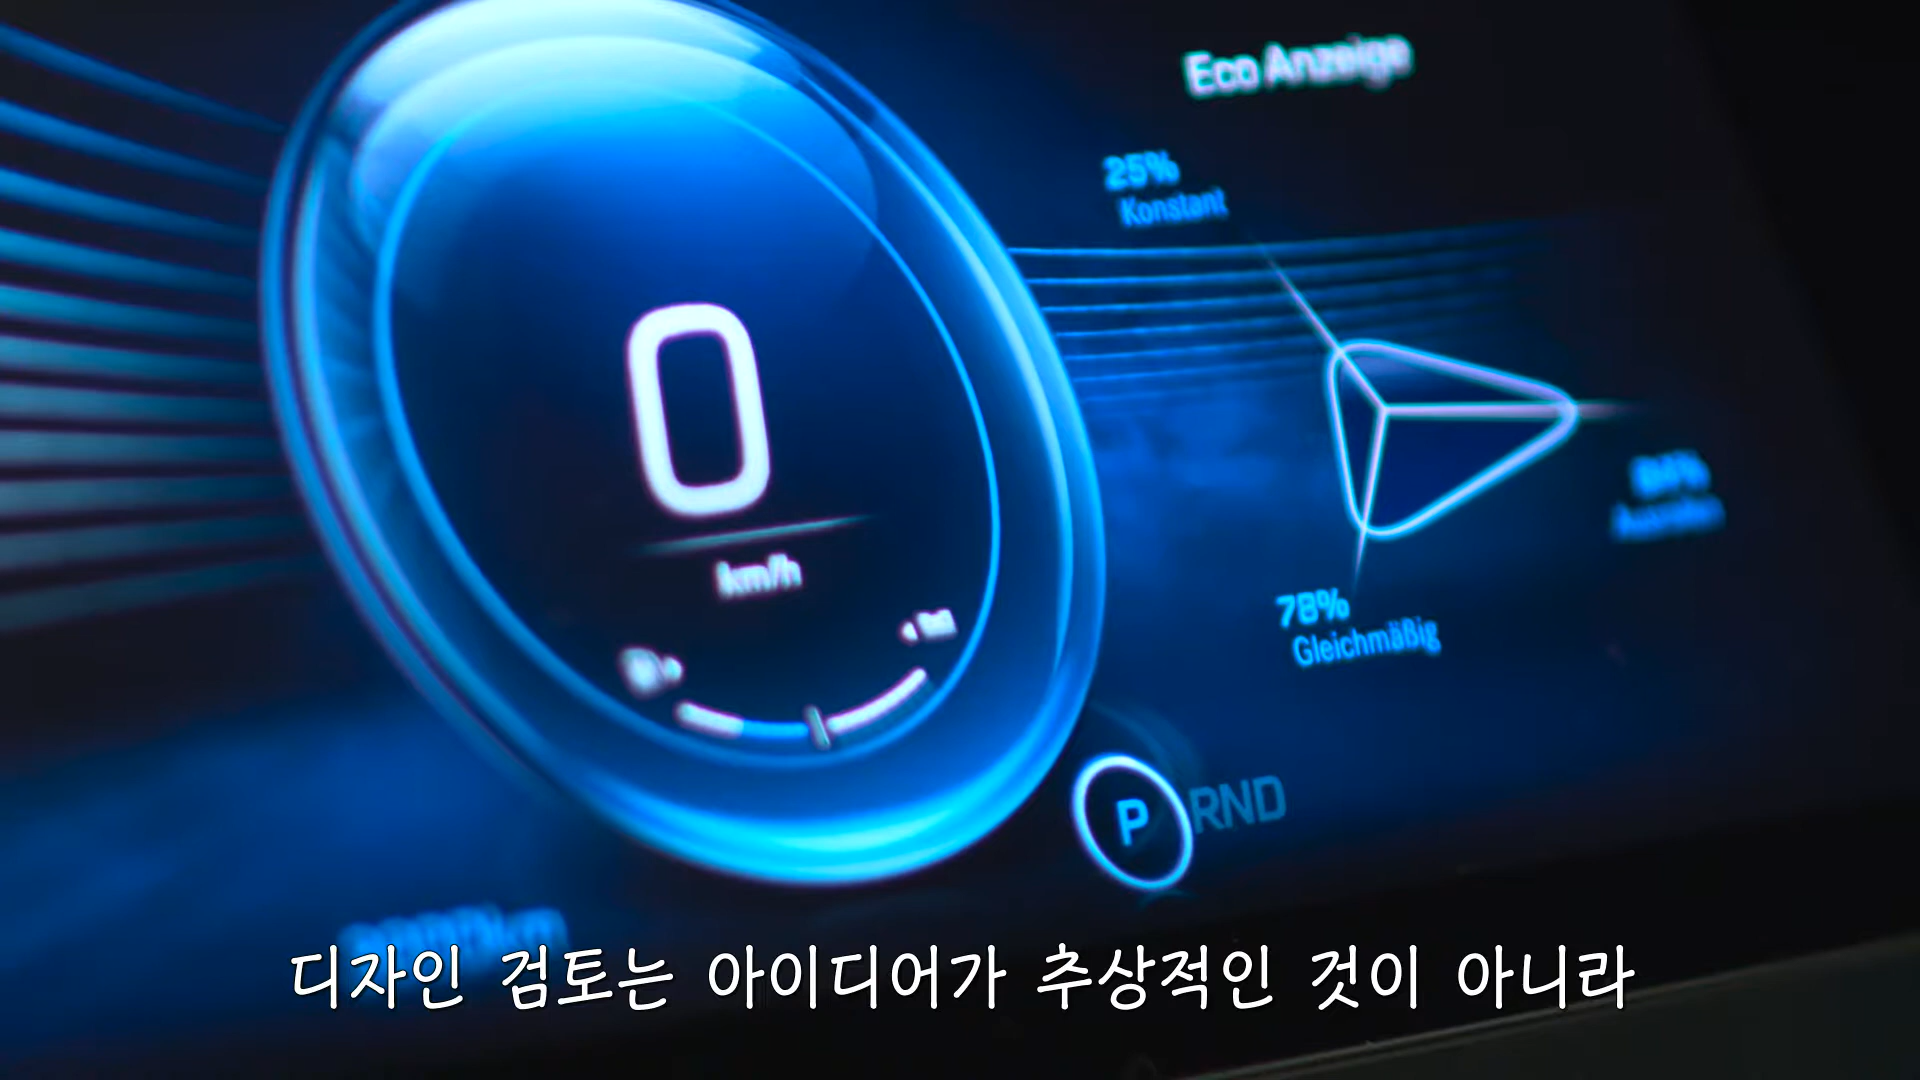 Eco Anzeige
25%
Konstant
0
km/h
78%
Gleichmäßig
P RND
디자인 검토는 아이디어가 추상적인 것이 아니라